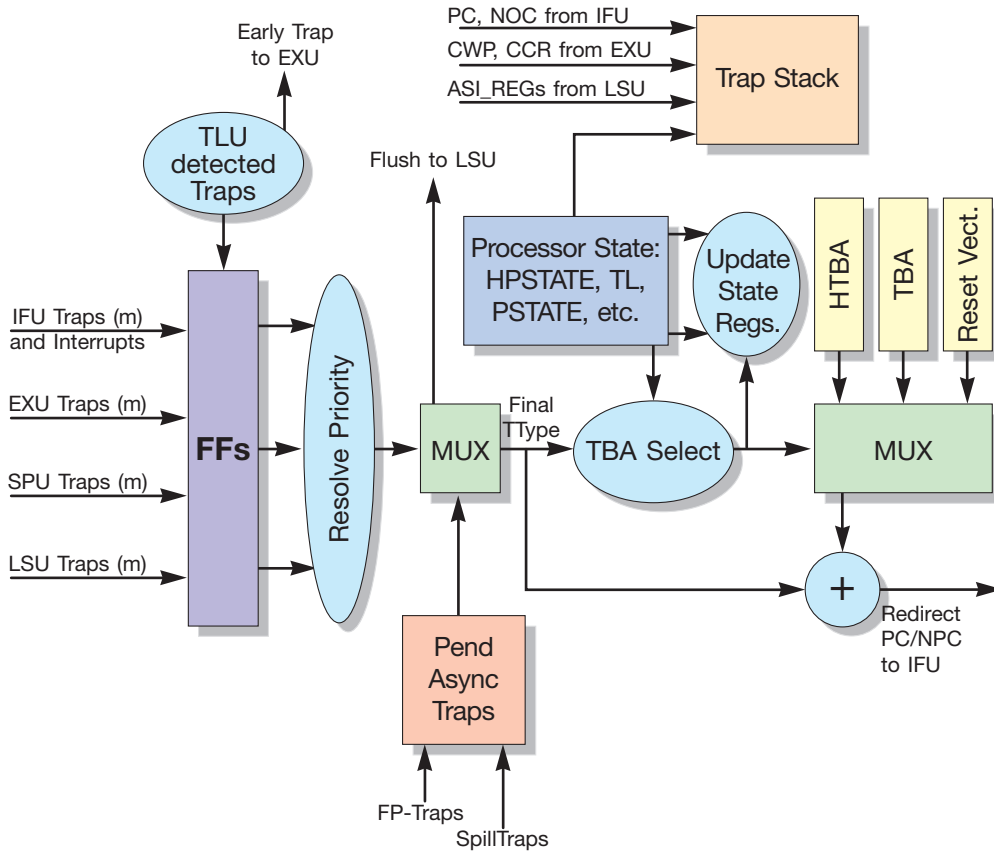 PC, NOC from IFU
CWP, CCR from EXU
ASI_REGs from LSU
Trap Stack
Early Trap
to EXU
TLU
detected
Traps
Flush to LSU
Processor State:
HPSTATE, TL,
PSTATE, etc.
Update
State
Regs.
HTBA
TBA
Reset Vect.
IFU Traps (m)
and Interrupts
EXU Traps (m)
SPU Traps (m)
LSU Traps (m)
FFs
Resolve Priority
MUX
Final
TType
TBA Select
MUX
+
Redirect
PC/NPC
to IFU
Pend
Async
Traps
FP-Traps
SpillTraps